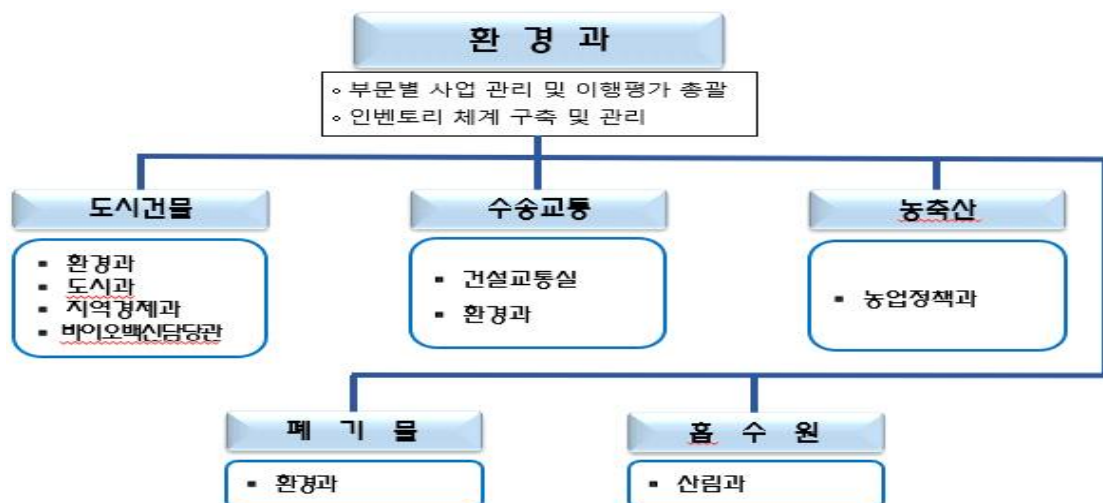 환 경 과
∘ 부문별 사업 관리 및 이행평가 총괄
∘ 인벤토리 체계 구축 및 관리
도시건물
▪ 환경과
▪ 도시과
▪ 지역경제과
▪ 바이오백신담당관
수송교통
▪ 건설교통실
▪ 환경과
농축산
▪ 농업정책과
폐 기 물
▪ 환경과
흡 수 원
▪ 산림과